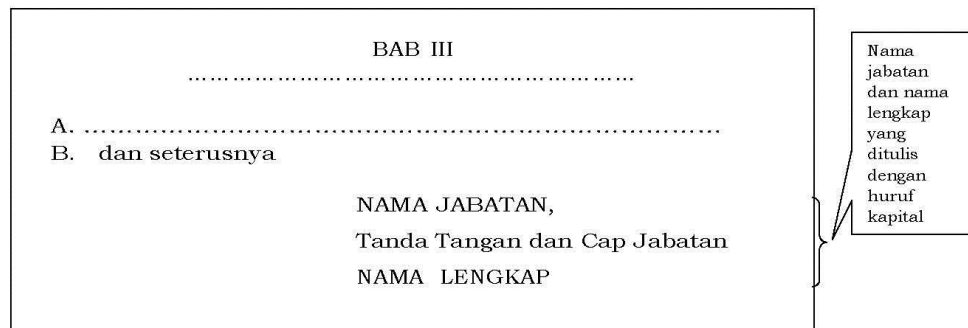 BAB III
………………………………………………………
A. ………………………………………………………………
B. dan seterusnya
NAMA JABATAN,
Tanda Tangan dan Cap Jabatan
NAMA LENGKAP
Nama
jabatan
dan nama
lengkap
yang
ditulis
dengan
huruf
kapital